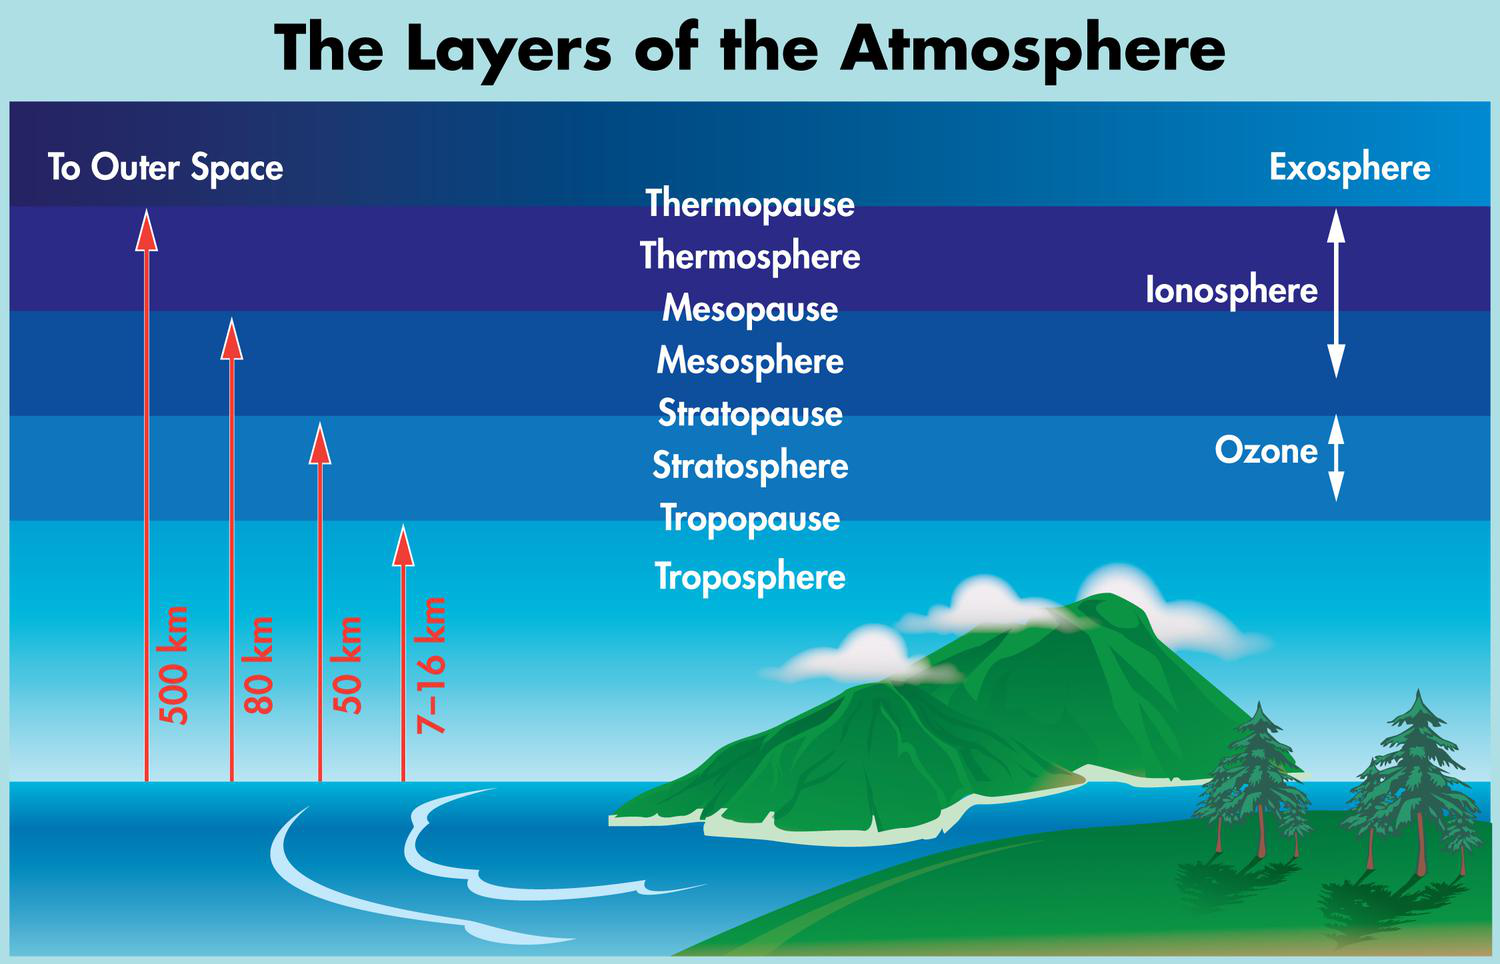 The Layers of the Atmosphere
To Outer Space
Exosphere
Thermopause
Thermosphere
Ionosphere
Mesopause
Mesosphere
Stratopause
Ozone
Stratosphere
Tropopause
Troposphere
500 km
80 km
50 km
7–16 km